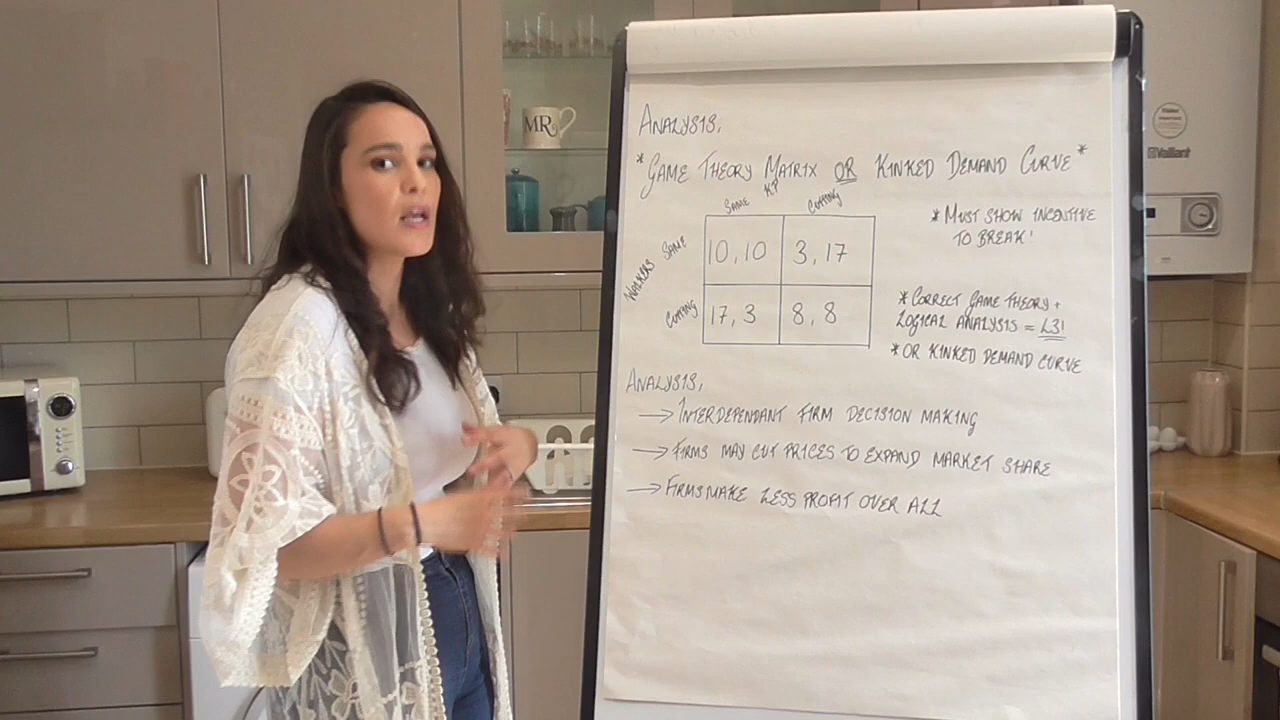 MR
Vaillant
ANALYSIS,
*GAME THEORY MATRIX OR KINKED DEMAND CURVE*
KP
SAME CUTTING
WALKERS
SAME 10, 10 3, 17
CUTTING 17, 3 8, 8
* MUST SHOW INCENTIVE
TO BREAK!
* CORRECT GAME THEORY +
LOGICAL ANALYSIS = L3!
* OR KINKED DEMAND CURVE
ANALYSIS,
→ INTERDEPENDANT FIRM DECISION MAKING
→ FIRMS MAY CUT PRICES TO EXPAND MARKET SHARE
→ FIRMS MAKE LESS PROFIT OVER ALL